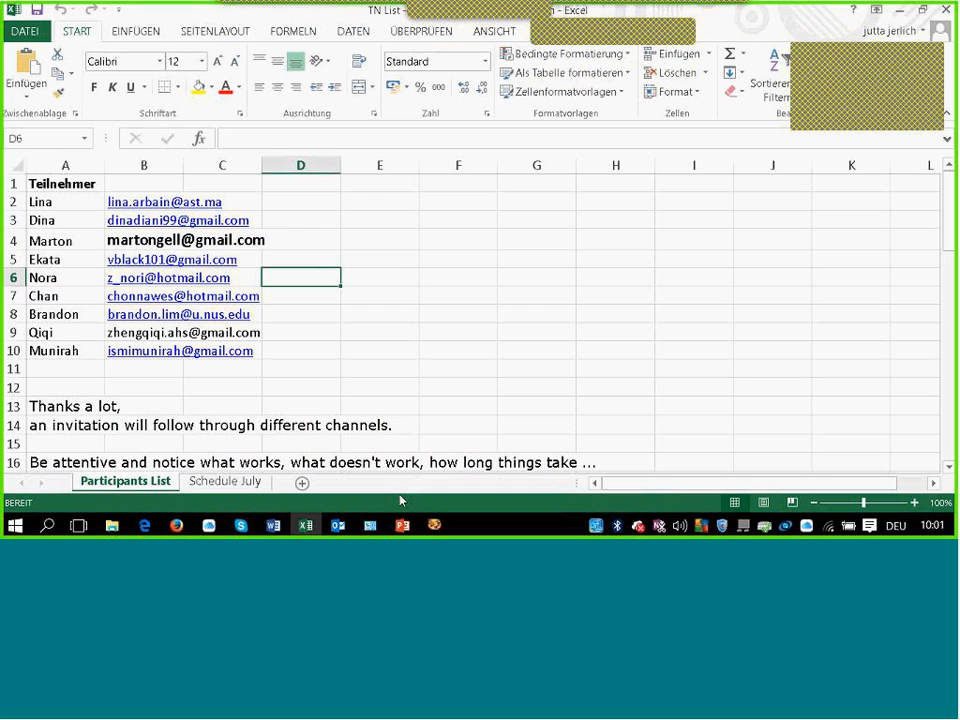 TN List - - Excel
DATEI START EINFÜGEN SEITENLAYOUT FORMELN DATEN ÜBERPRÜFEN ANSICHT jutta jerlich
Calibri 12 Standard Bedingte Formatierung Einfügen Σ
Als Tabelle formatieren Löschen
Einfügen F K U % 000 Zellenformatvorlagen Format Sortieren
Filtern
Zwischenablage Schriftart Ausrichtung Zahl Formatvorlagen Zellen Bea
D6 fx
A B C D E F G H I J K L
1 Teilnehmer
2 Lina lina.arbain@ast.ma
3 Dina dinadiani99@gmail.com
4 Marton martongell@gmail.com
5 Ekata vblack101@gmail.com
6 Nora z_nori@hotmail.com
7 Chan chonnawes@hotmail.com
8 Brandon brandon.lim@u.nus.edu
9 Qiqi zhengqiqi.ahs@gmail.com
10 Munirah ismimunirah@gmail.com
11
12
13 Thanks a lot,
14 an invitation will follow through different channels.
15
16 Be attentive and notice what works, what doesn't work, how long things take ...
Participants List Schedule July
BEREIT 100%
DEU 10:01